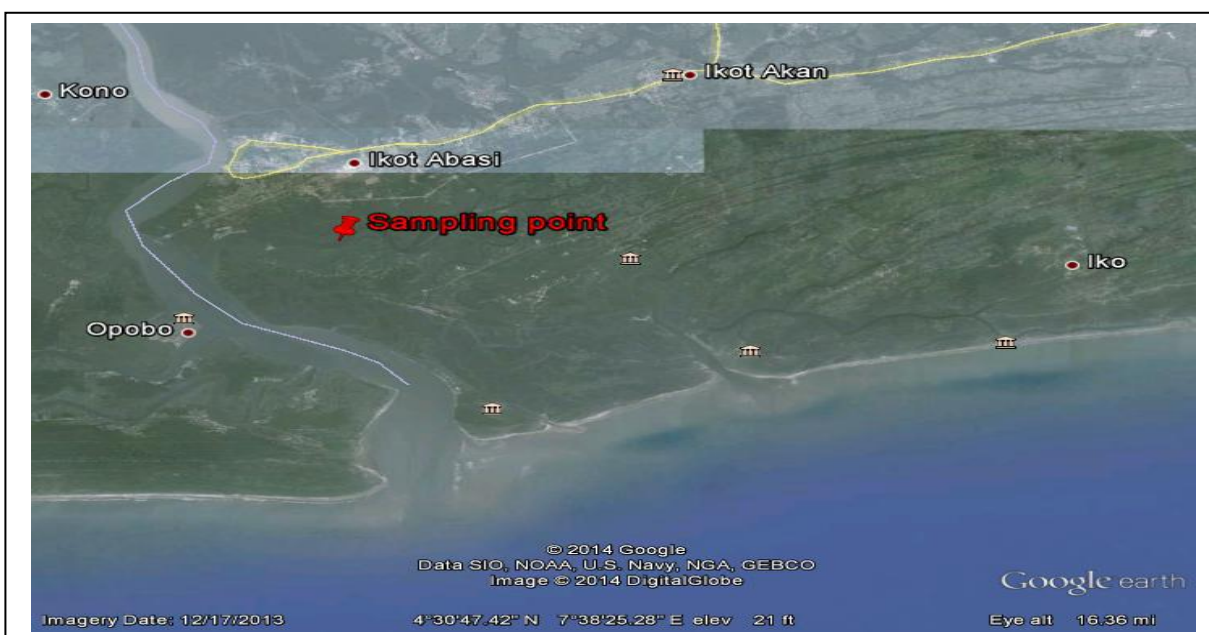 Ikot Akan
Kono
Ikot Abasi
Sampling point
Iko
Opobo
© 2014 Google
Data SIO, NOAA, U.S. Navy, NGA, GEBCO
Image © 2014 DigitalGlobe
Google earth
Imagery Date: 12/17/2013 4°30'47.42" N 7°38'25.28" E elev 21 ft Eye alt 16.36 mi